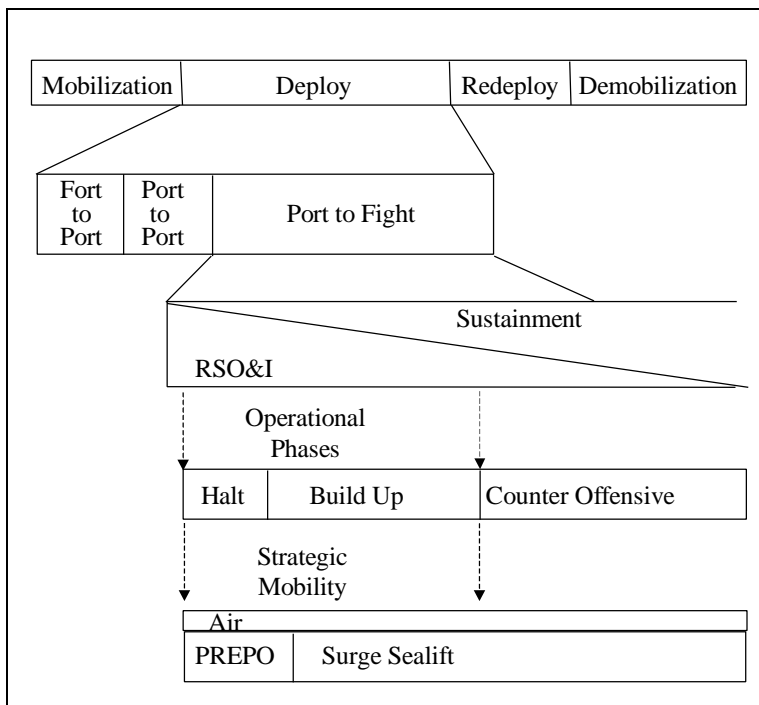 Mobilization Deploy Redeploy Demobilization
Fort to Port
Port to Port
Port to Fight
Sustainment
RSO&I
Operational
Phases
Halt Build Up Counter Offensive
Strategic
Mobility
Air
PREPO Surge Sealift